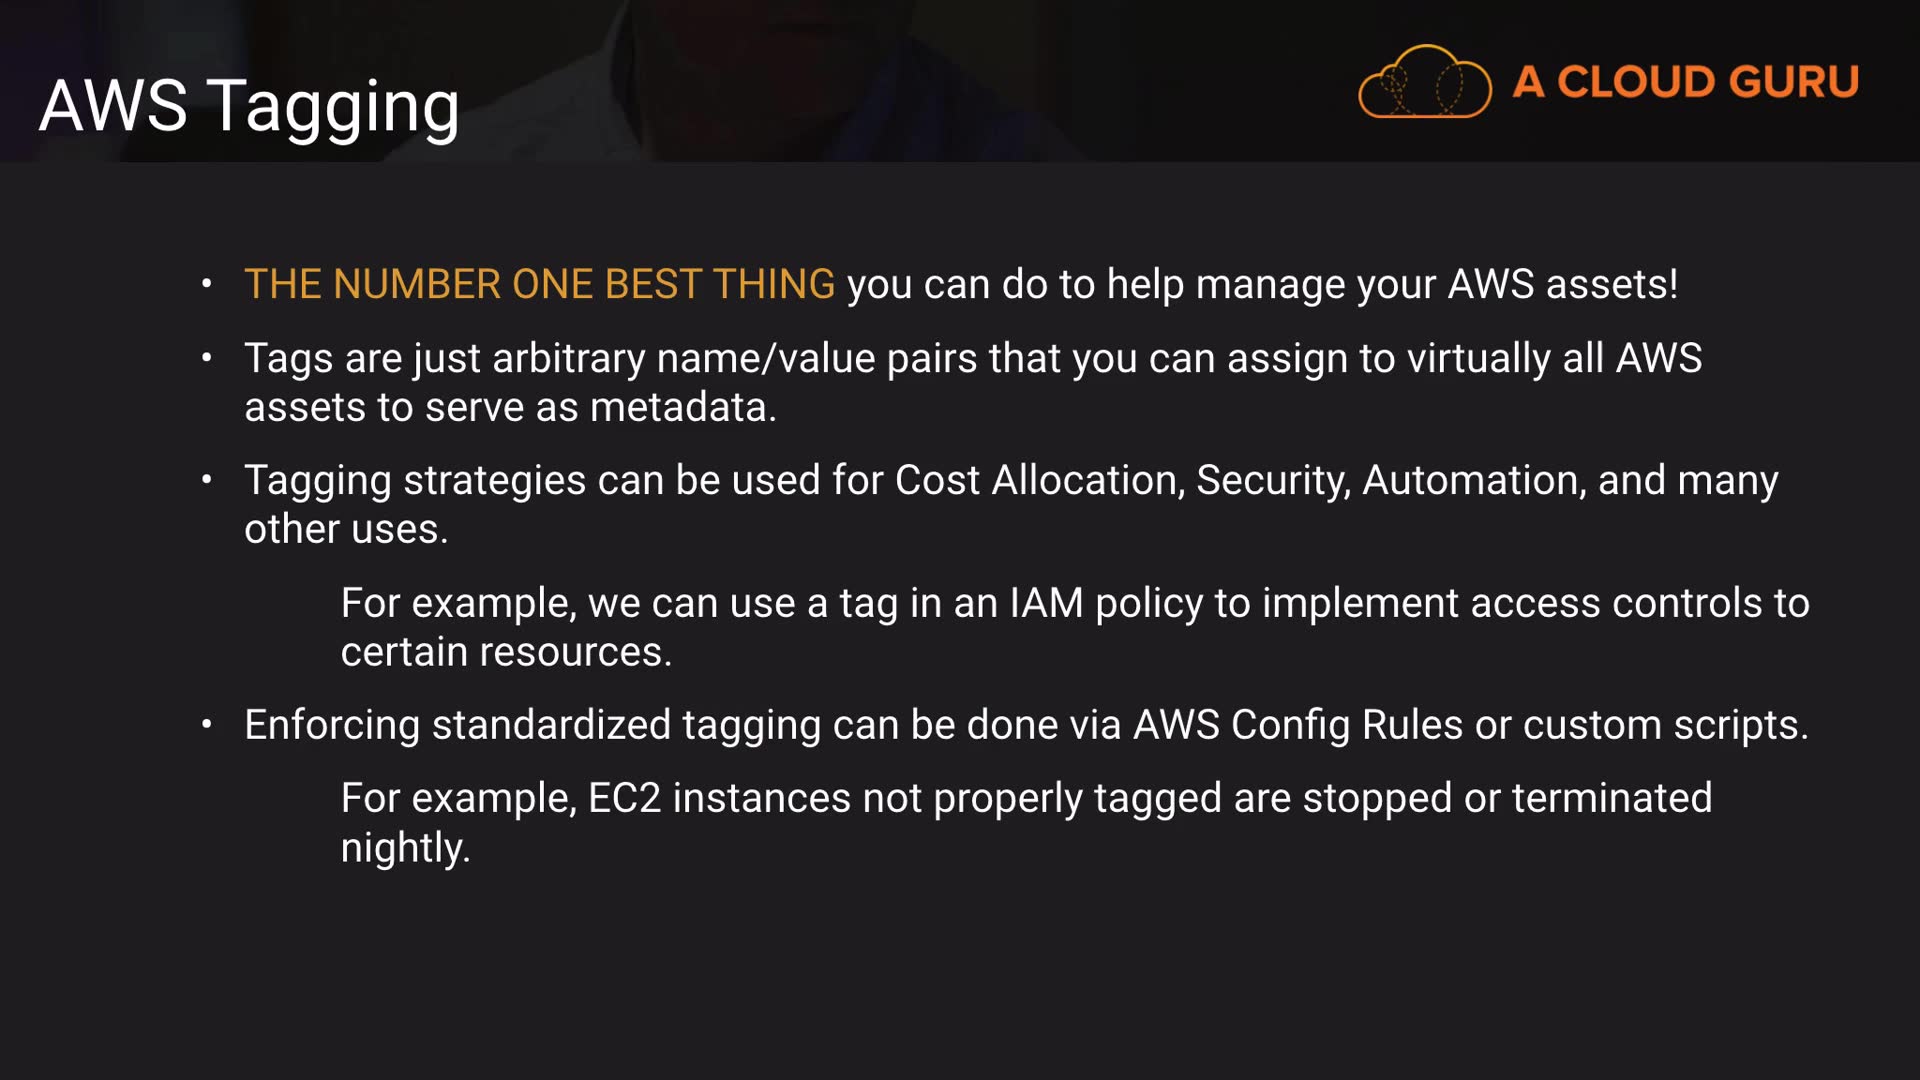 AWS Tagging
A CLOUD GURU
• THE NUMBER ONE BEST THING you can do to help manage your AWS assets!
• Tags are just arbitrary name/value pairs that you can assign to virtually all AWS
assets to serve as metadata.
• Tagging strategies can be used for Cost Allocation, Security, Automation, and many
other uses.
For example, we can use a tag in an IAM policy to implement access controls to
certain resources.
• Enforcing standardized tagging can be done via AWS Config Rules or custom scripts.
For example, EC2 instances not properly tagged are stopped or terminated
nightly.